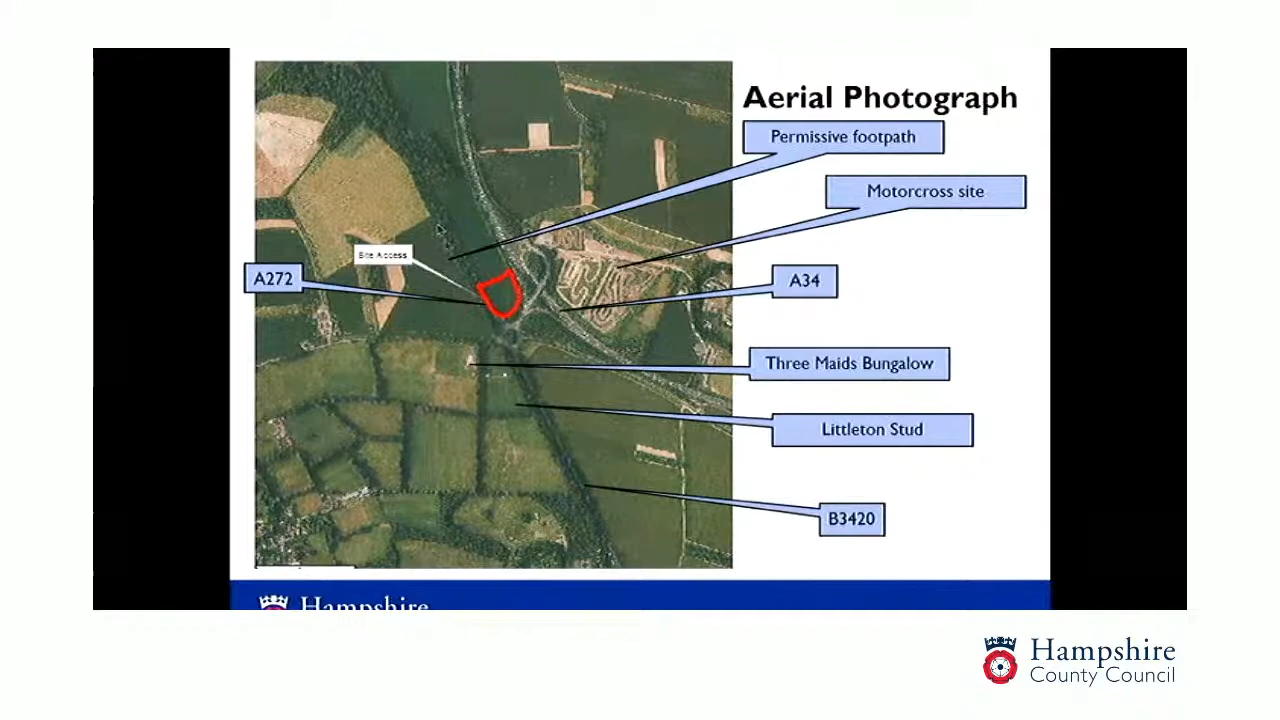 Aerial Photograph
Permissive footpath
Motorcross site
Site Access
A272
A34
Three Maids Bungalow
Littleton Stud
B3420
Hampshire
Hampshire
County Council